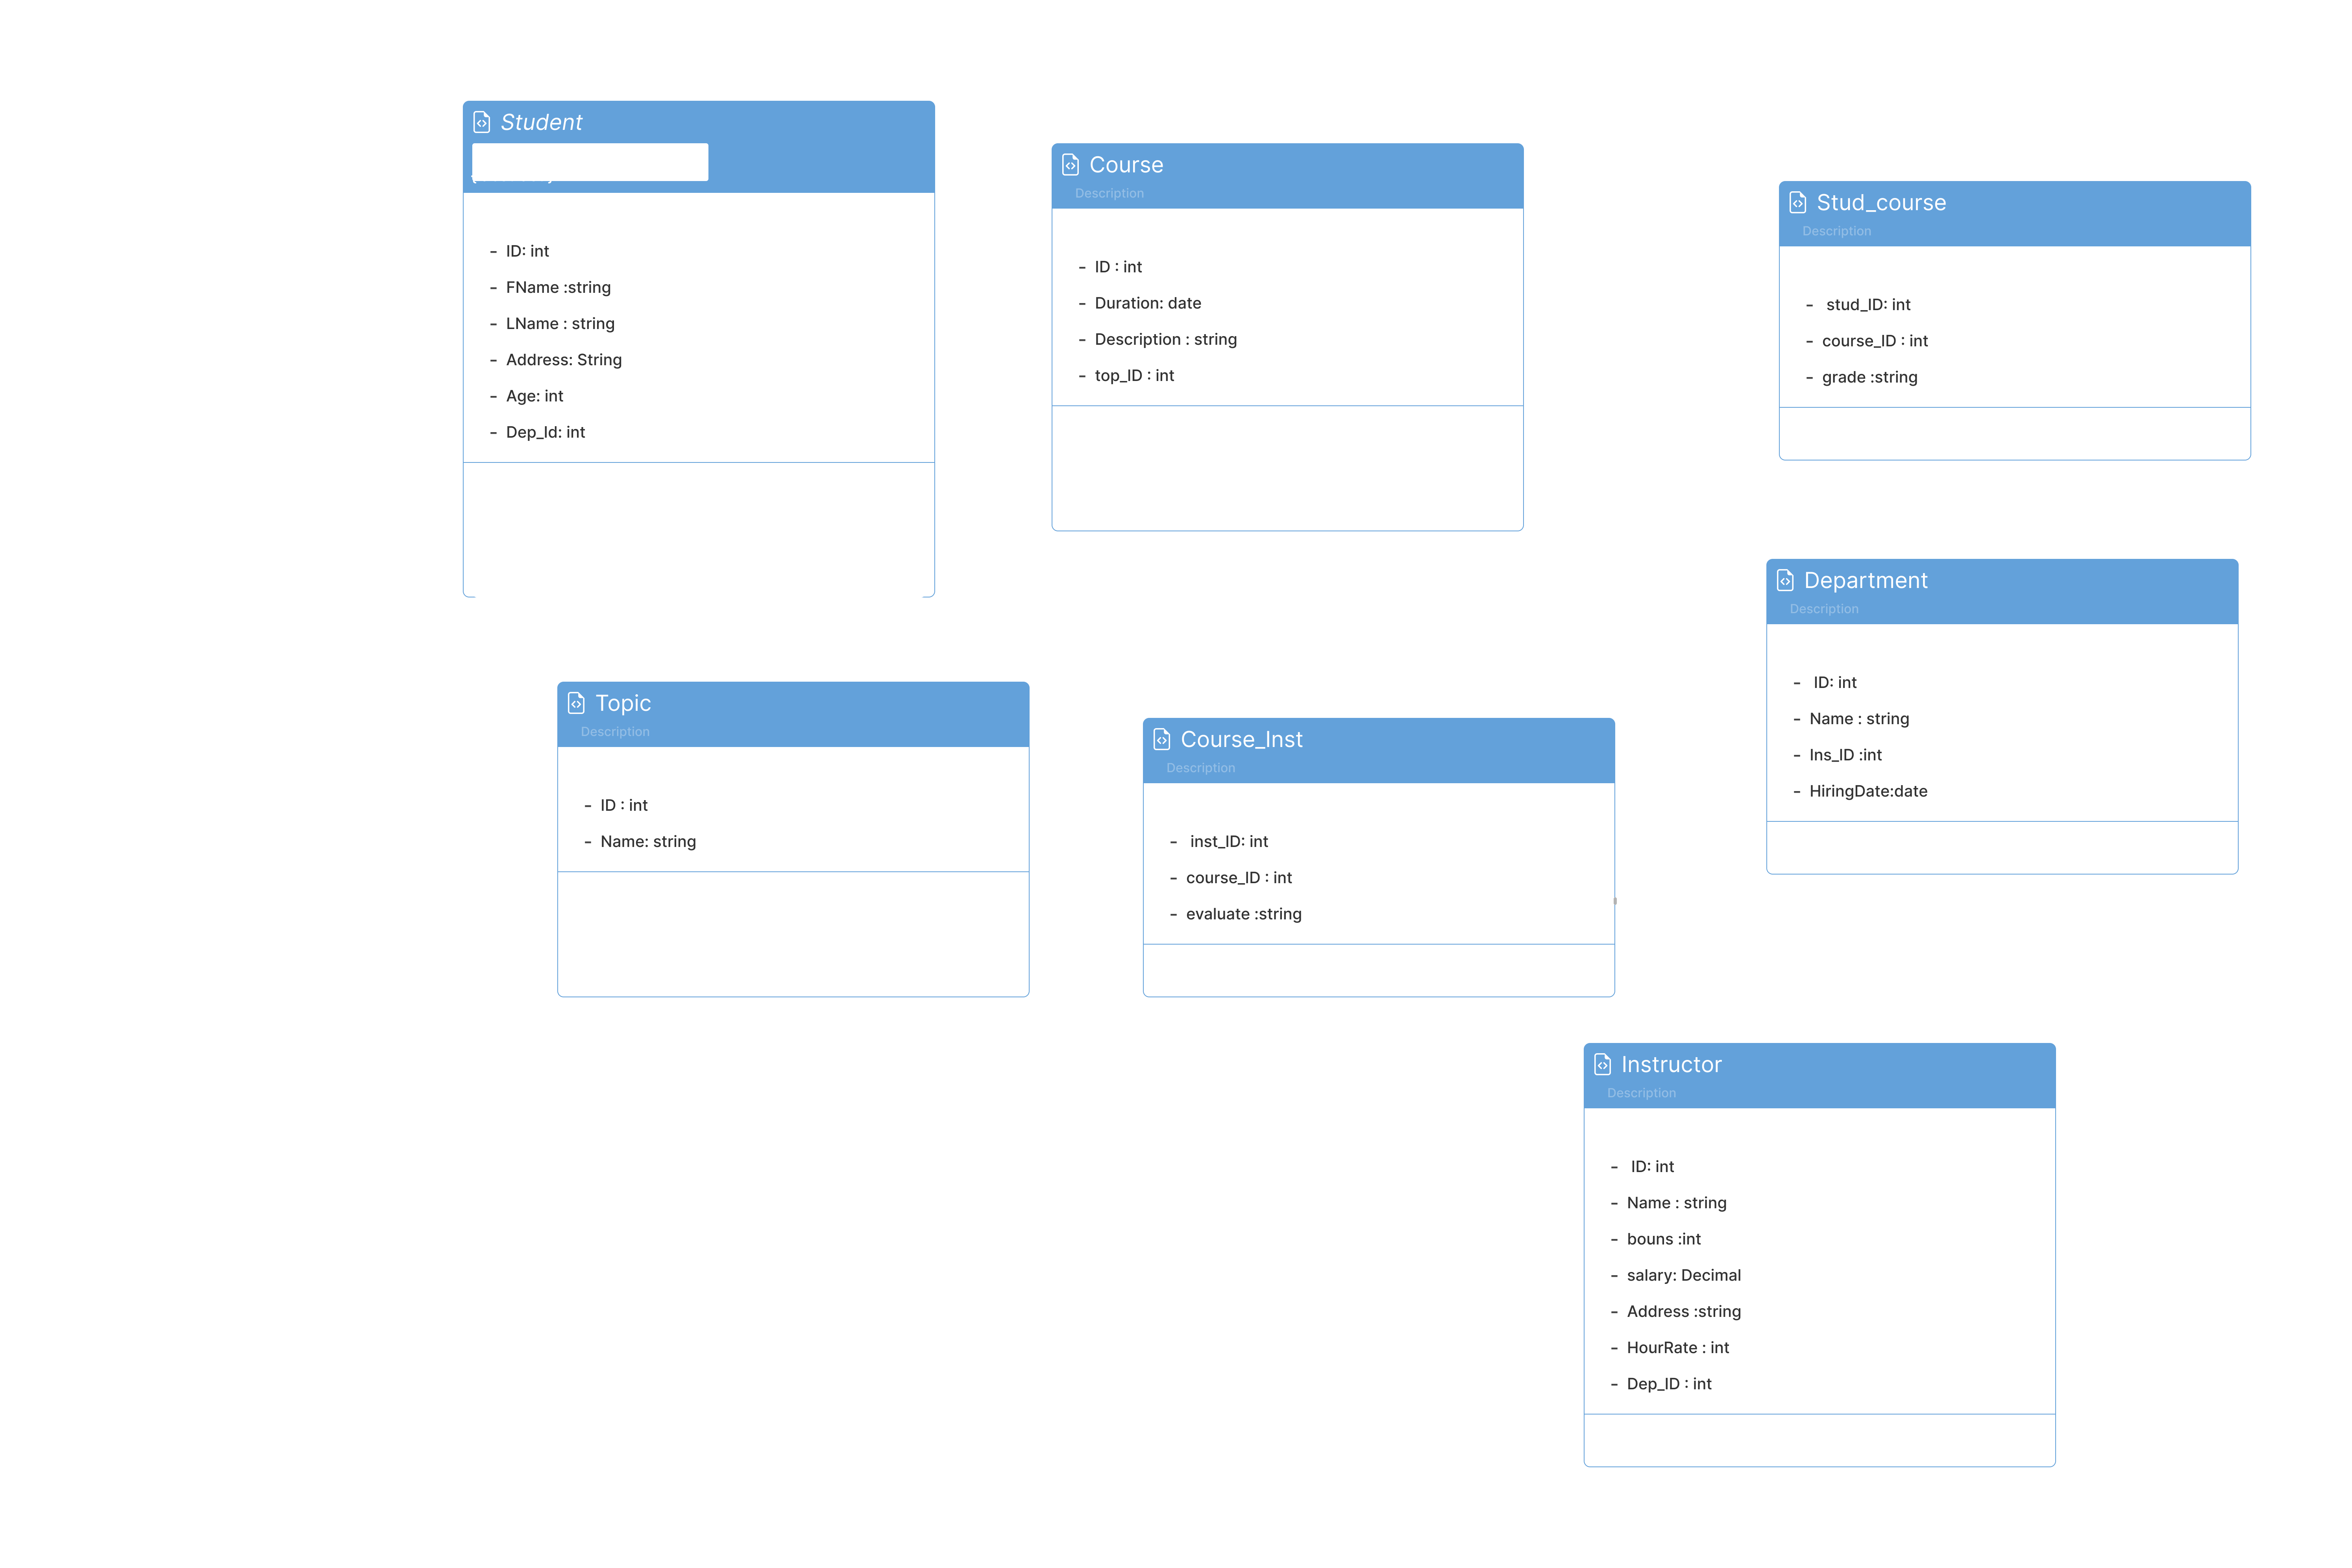 Student
- ID: int
- FName :string
- LName : string
- Address: String
- Age: int
- Dep_Id: int
Course
Description
- ID : int
- Duration: date
- Description : string
- top_ID : int
Stud_course
Description
- stud_ID: int
- course_ID : int
- grade :string
Department
Description
- ID: int
- Name : string
- Ins_ID :int
- HiringDate:date
Topic
Description
- ID : int
- Name: string
Course_Inst
Description
- inst_ID: int
- course_ID : int
- evaluate :string
Instructor
Description
- ID: int
- Name : string
- bouns :int
- salary: Decimal
- Address :string
- HourRate : int
- Dep_ID : int